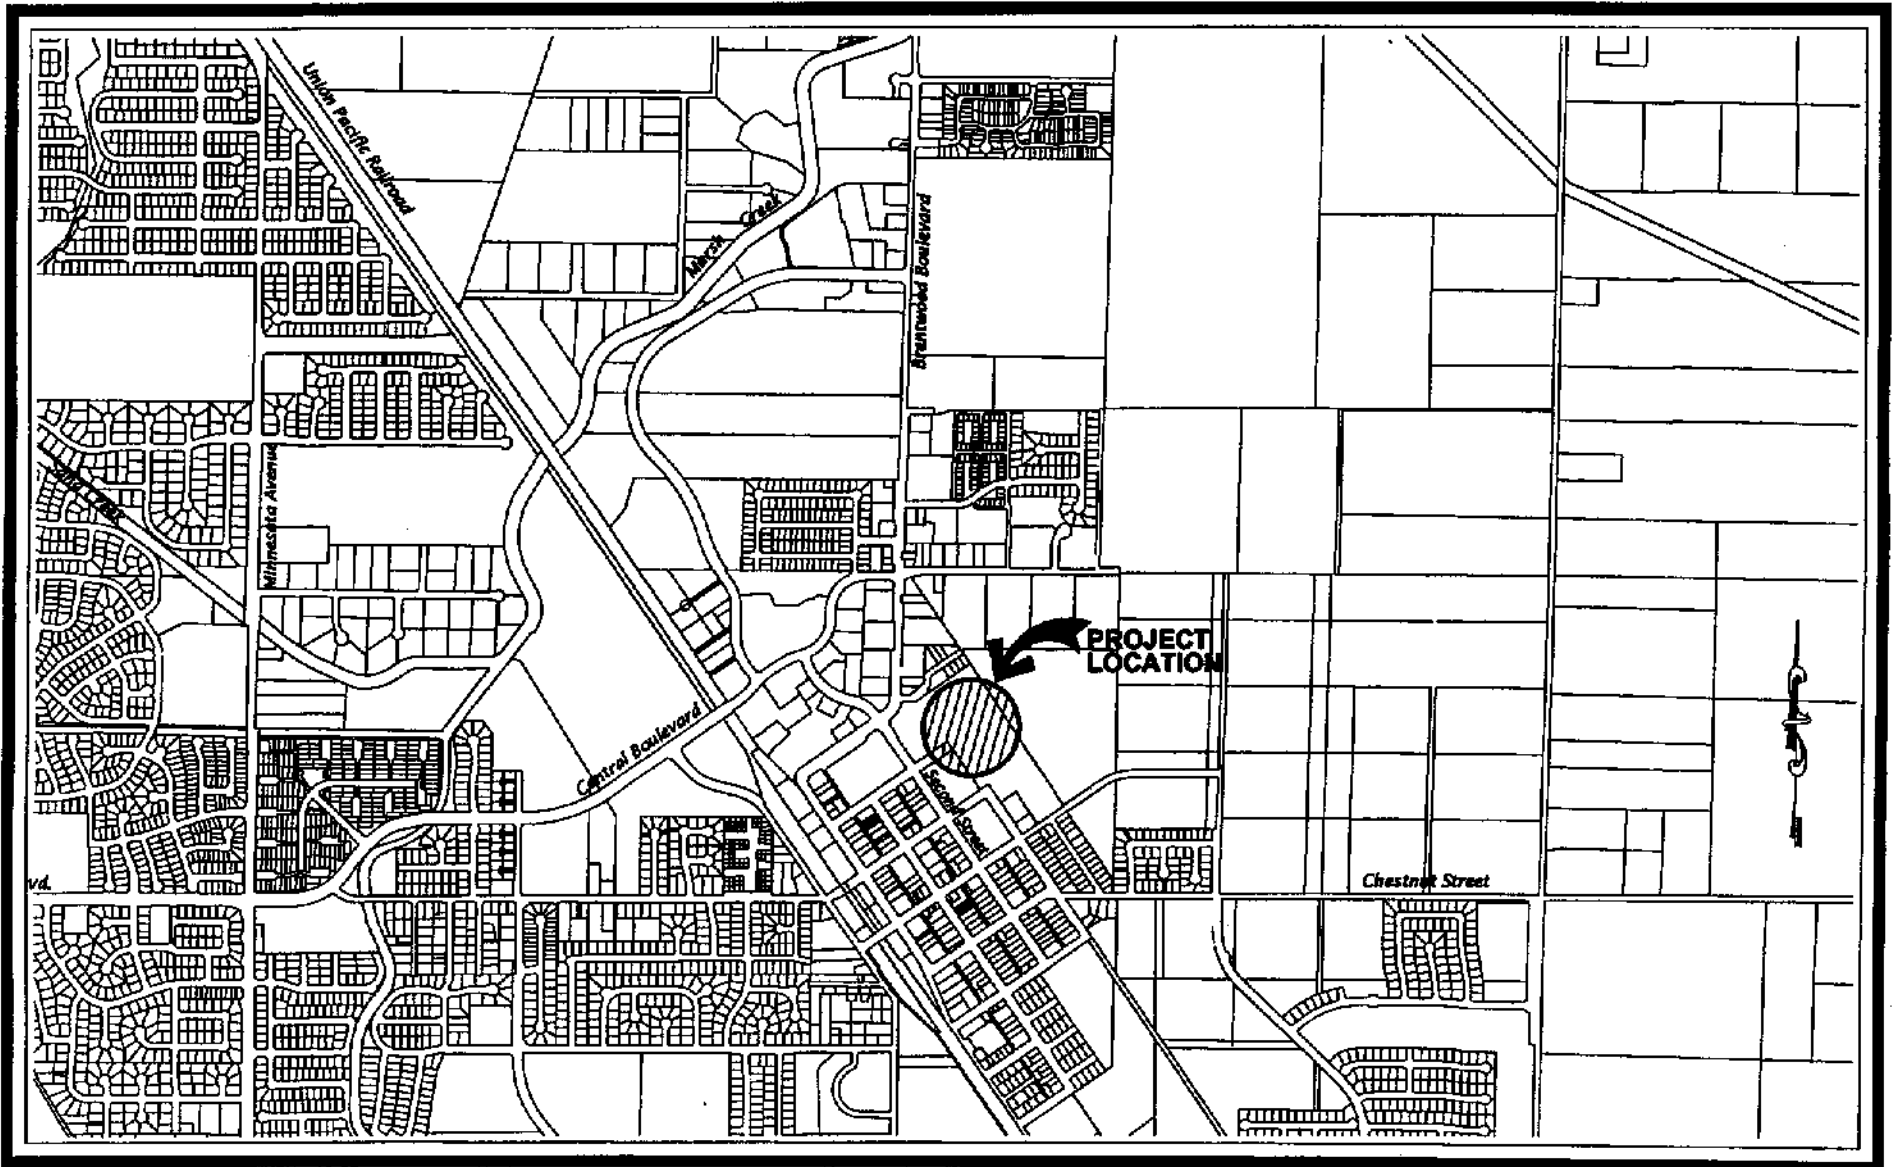 Union Pacific Railroad
Marsh Creek
Brentwood Boulevard
Minnesota Avenue
PROJECT
LOCATION
Central Boulevard
Second Street
Chestnut Street
vd.